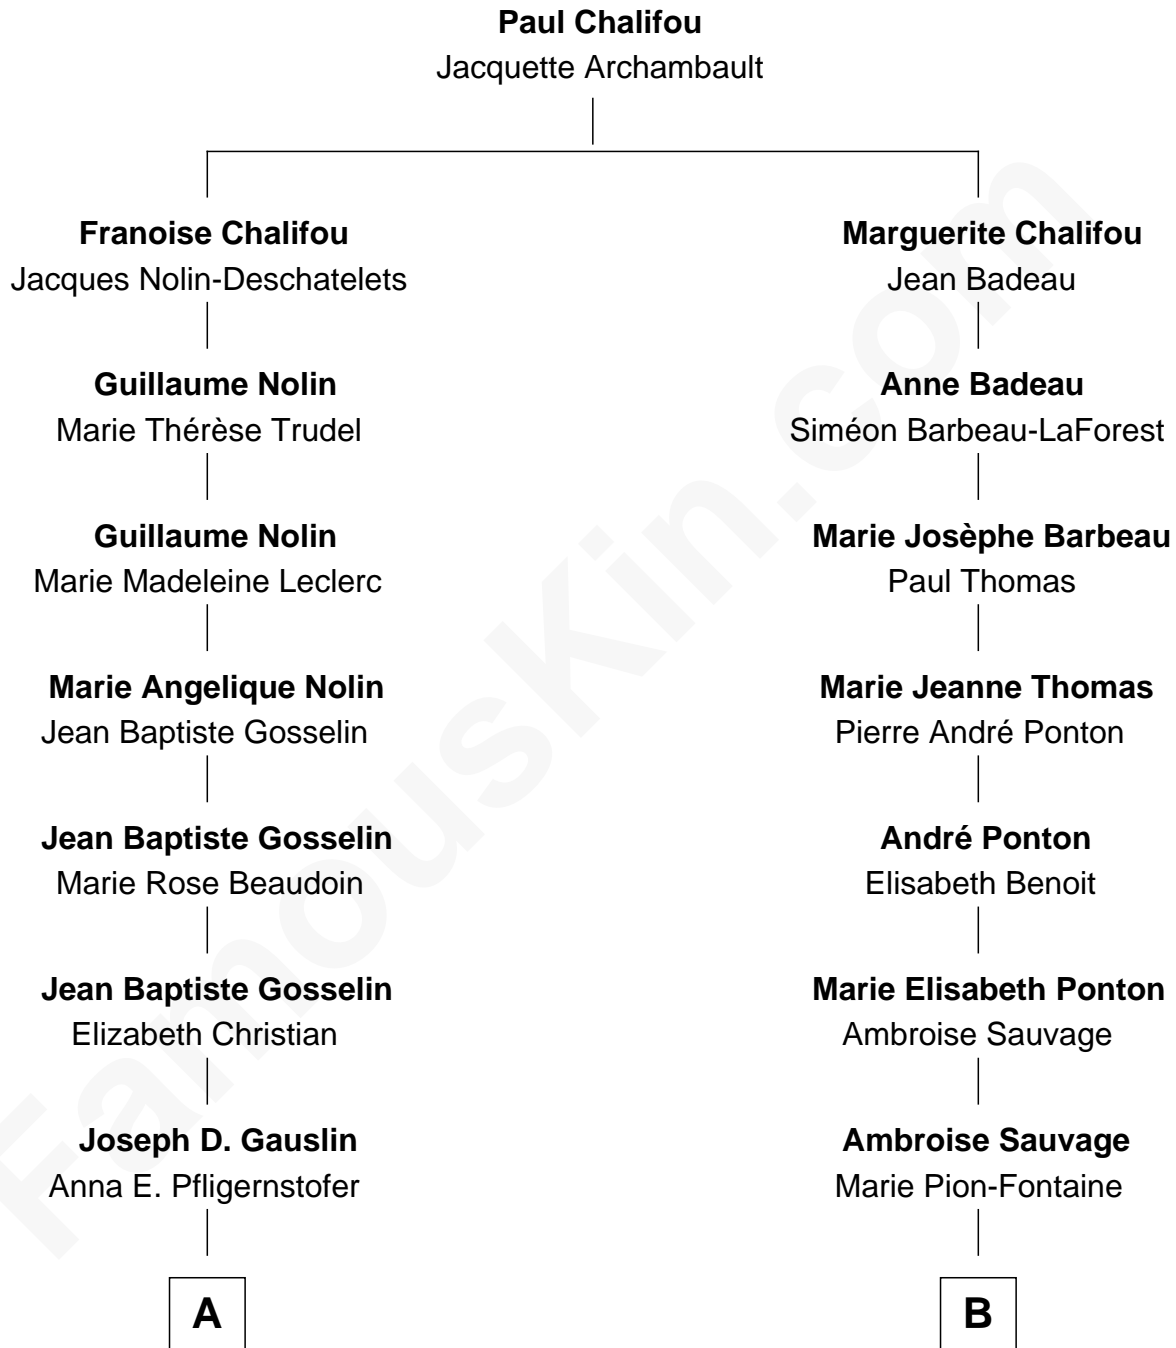 Paul Chalifou
Jacquette Archambault
Franoise Chalifou
Jacques Nolin-Deschatelets
Marguerite Chalifou
Jean Badeau
Guillaume Nolin
Marie Thérèse Trudel
Anne Badeau
Siméon Barbeau-LaForest
Guillaume Nolin
Marie Madeleine Leclerc
Marie Josèphe Barbeau
Paul Thomas
Marie Angelique Nolin
Jean Baptiste Gosselin
Marie Jeanne Thomas
Pierre André Ponton
Jean Baptiste Gosselin
Marie Rose Beaudoin
André Ponton
Elisabeth Benoit
Jean Baptiste Gosselin
Elizabeth Christian
Marie Elisabeth Ponton
Ambroise Sauvage
Joseph D. Gauslin
Anna E. Pfligernstofer
Ambroise Sauvage
Marie Pion-Fontaine
A
B
FamousKin.com